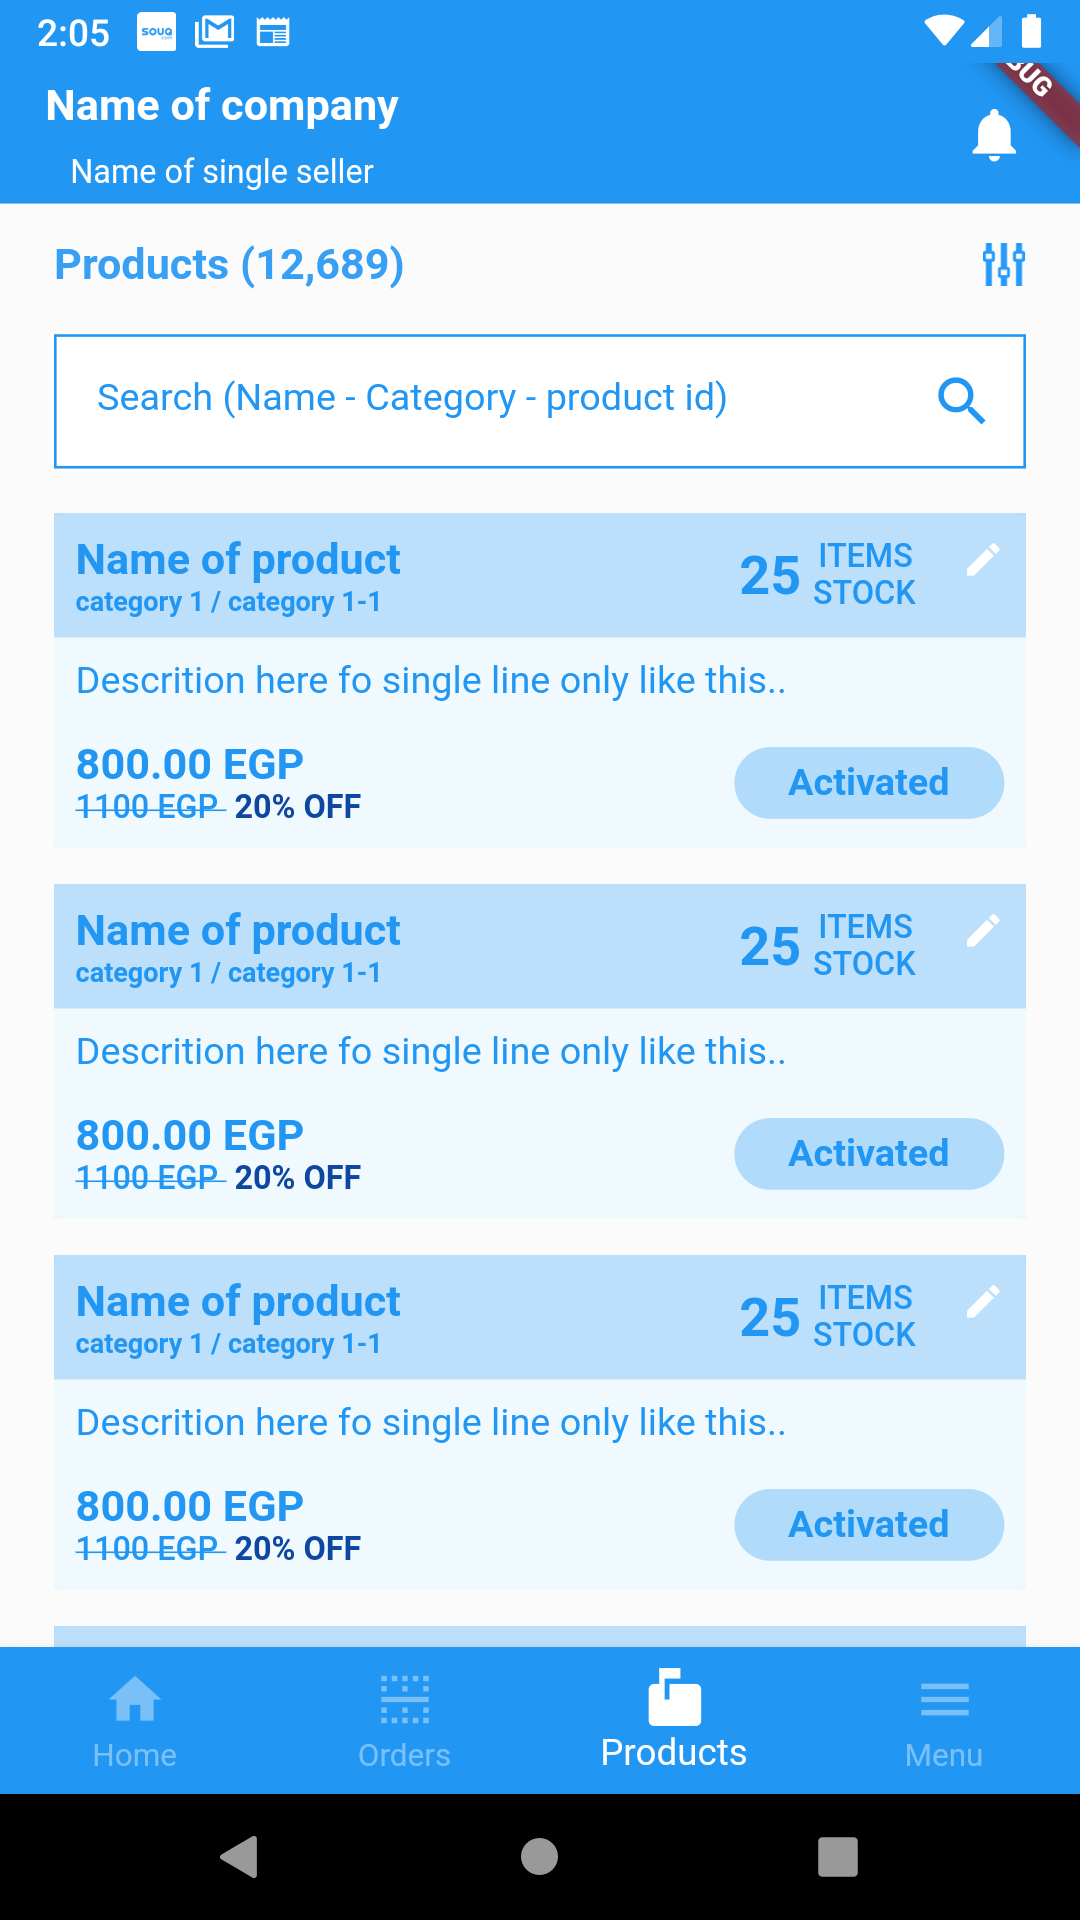 2:05
souq
.com
UG
Name of company
Name of single seller
Products (12,689)
Search (Name - Category - product id)
Name of product
category 1 / category 1-1
25 ITEMS
STOCK
Descrition here fo single line only like this..
800.00 EGP
1100 EGP 20% OFF
Activated
Name of product
category 1 / category 1-1
25 ITEMS
STOCK
Descrition here fo single line only like this..
800.00 EGP
1100 EGP 20% OFF
Activated
Name of product
category 1 / category 1-1
25 ITEMS
STOCK
Descrition here fo single line only like this..
800.00 EGP
1100 EGP 20% OFF
Activated
Home
Orders
Products
Menu